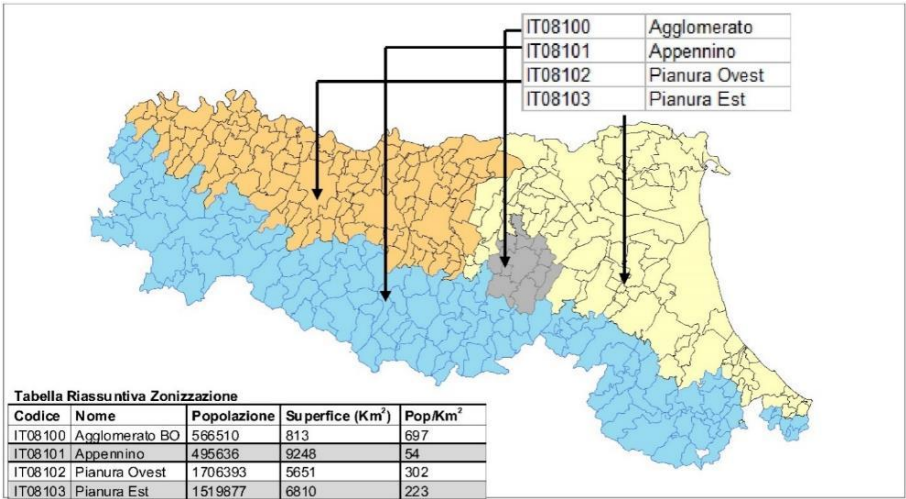 IT08100 Agglomerato
IT08101 Appennino
IT08102 Pianura Ovest
IT08103 Pianura Est
Tabella Riassuntiva Zonizzazione
Codice Nome Popolazione Superfice (Km²) Pop/Km²
IT08100 Agglomerato BO 566510 813 697
IT08101 Appennino 495636 9248 54
IT08102 Pianura Ovest 1706393 5651 302
IT08103 Pianura Est 1519877 6810 223